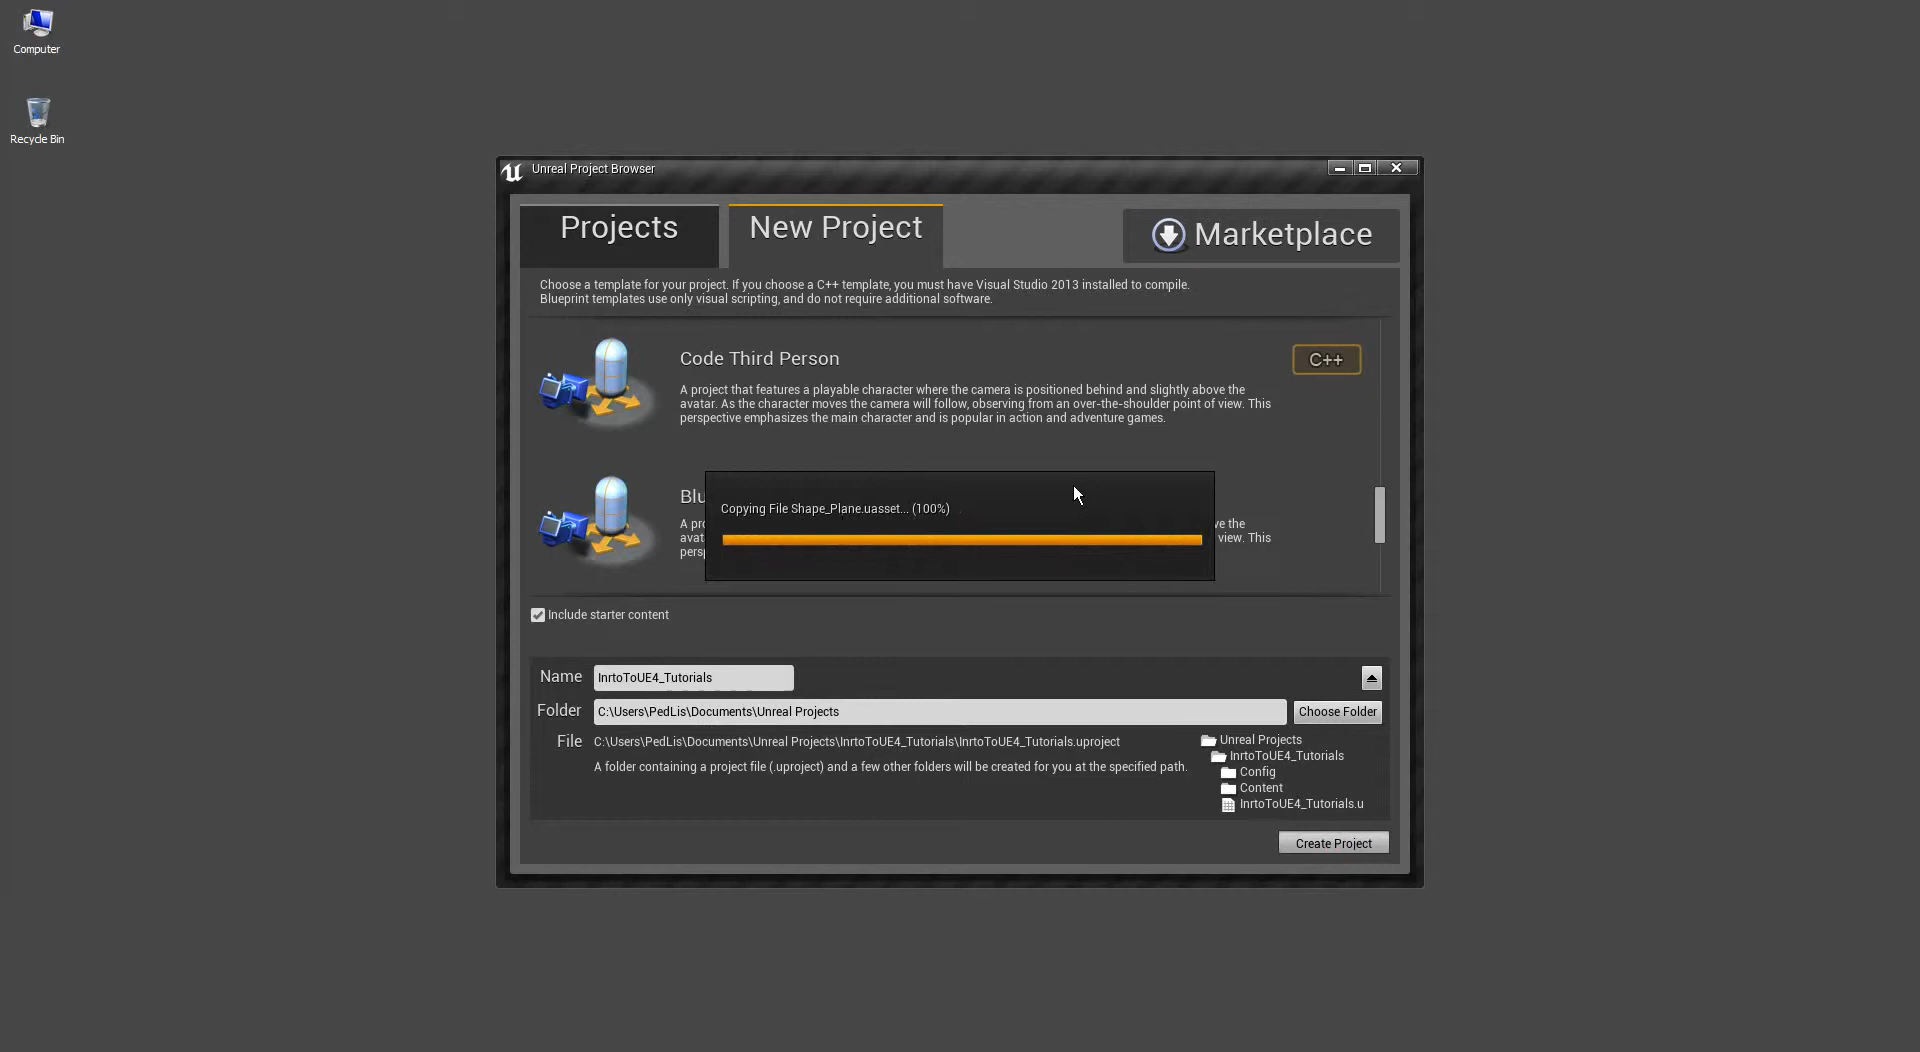 Computer
Recycle Bin
Unreal Project Browser
Projects
New Project
Marketplace
Choose a template for your project. If you choose a C++ template, you must have Visual Studio 2013 installed to compile.
Blueprint templates use only visual scripting, and do not require additional software.
Code Third Person
C++
A project that features a playable character where the camera is positioned behind and slightly above the
avatar. As the character moves the camera will follow, observing from an over-the-shoulder point of view. This
perspective emphasizes the main character and is popular in action and adventure games.
Blu
Copying File Shape_Plane.uasset... (100%)
A pro
ve the
avat
view. This
pers
Include starter content
Name
InrtoToUE4_Tutorials
Folder
C:\Users\PedLis\Documents\Unreal Projects
Choose Folder
File
C:\Users\PedLis\Documents\Unreal Projects\InrtoToUE4_Tutorials\InrtoToUE4_Tutorials.uproject
A folder containing a project file (.uproject) and a few other folders will be created for you at the specified path.
Unreal Projects
InrtoToUE4_Tutorials
Config
Content
InrtoToUE4_Tutorials.u
Create Project